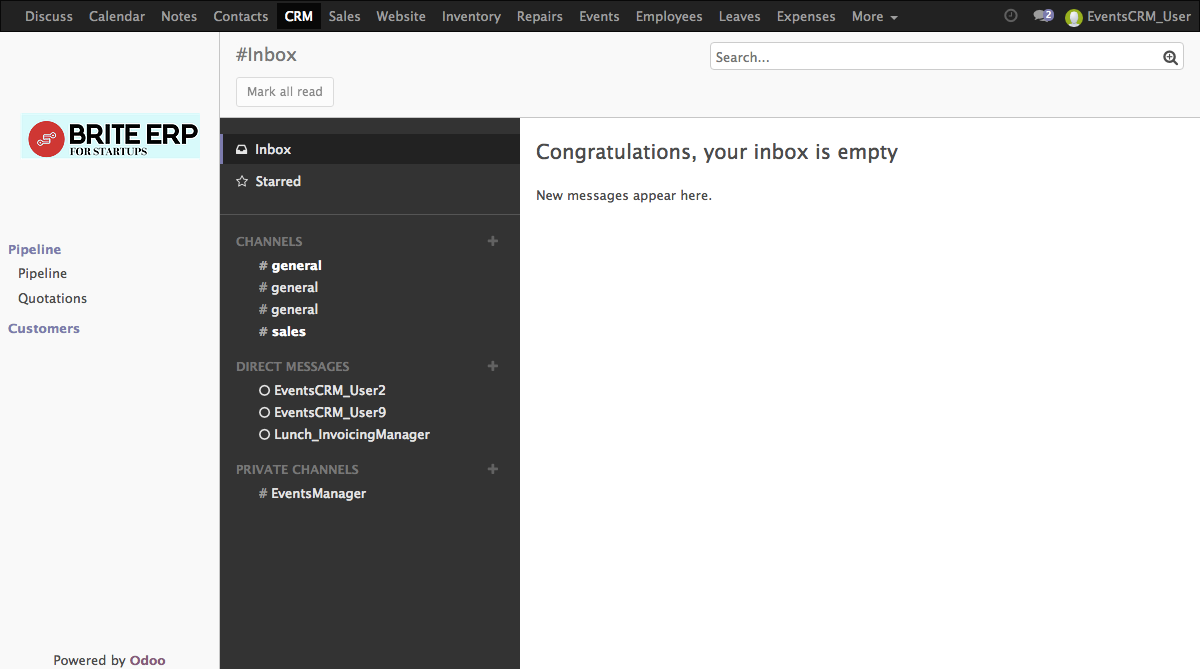 Discuss Calendar Notes Contacts CRM Sales Website Inventory Repairs Events Employees Leaves Expenses More 2 EventsCRM_User
#Inbox
Search...
Mark all read
BRITE ERP
FOR STARTUPS
Pipeline
Pipeline
Quotations
Customers
Powered by Odoo
Inbox
Starred
CHANNELS +
# general
# general
# general
# sales
DIRECT MESSAGES +
EventsCRM_User2
EventsCRM_User9
Lunch_InvoicingManager
PRIVATE CHANNELS +
# EventsManager
Congratulations, your inbox is empty
New messages appear here.